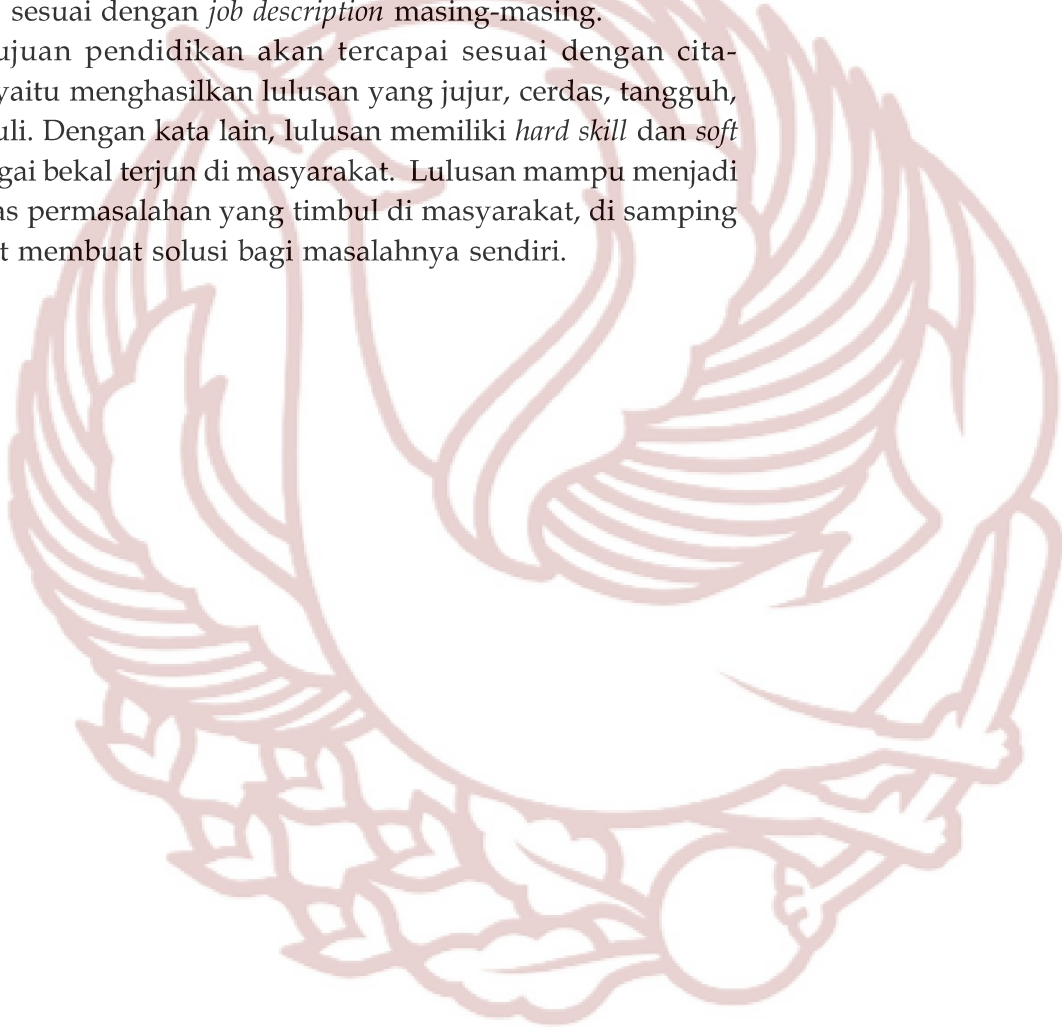 sesuai dengan job description masing-masing.
ujuan pendidikan akan tercapai sesuai dengan cita-
yaitu menghasilkan lulusan yang jujur, cerdas, tangguh,
uli. Dengan kata lain, lulusan memiliki hard skill dan soft
gai bekal terjun di masyarakat. Lulusan mampu menjadi
as permasalahan yang timbul di masyarakat, di samping
t membuat solusi bagi masalahnya sendiri.